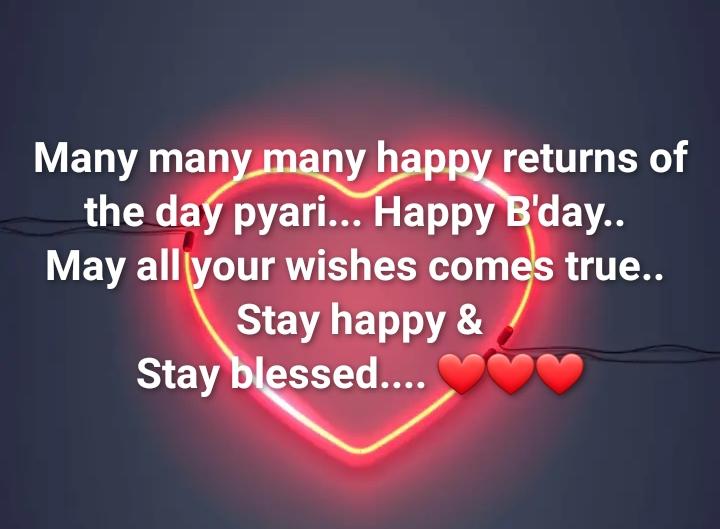 Many many many happy returns of
the day pyari... Happy B'day..
May all your wishes comes true..
Stay happy &
Stay blessed.... ❤️❤️❤️